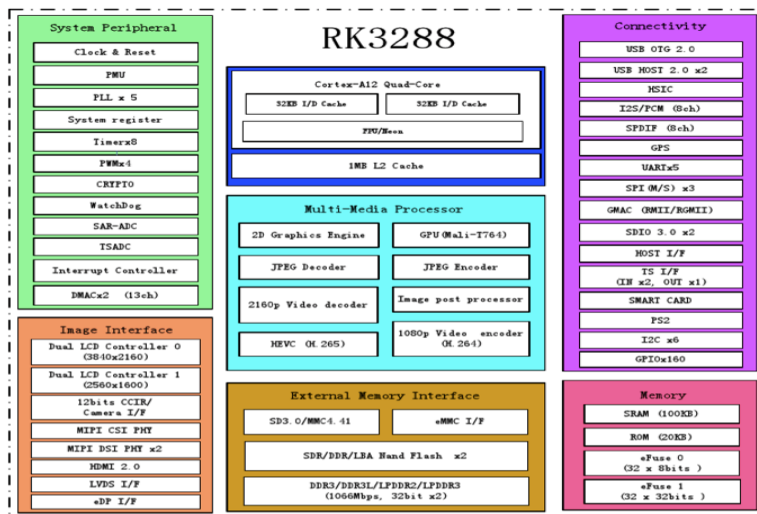 RK3288
System Peripheral
Clock & Reset
PMU
PLL x 5
System register
Timerx8
PWMx4
CRYPTO
WatchDog
SAR-ADC
TSADC
Interrupt Controller
DMACx2 (13ch)
Image Interface
Dual LCD Controller 0
(3840x2160)
Dual LCD Controller 1
(2560x1600)
12bits CCIR/
Camera I/F
MIPI CSI PHY
MIPI DSI PHY x2
HDMI 2.0
LVDS I/F
eDP I/F
Cortex-A12 Quad-Core
32KB I/D Cache
32KB I/D Cache
FPU/Neon
1MB L2 Cache
Multi-Media Processor
2D Graphics Engine
GPU(Mali-T764)
JPEG Decoder
JPEG Encoder
2160p Video decoder
Image post processor
HEVC (H.265)
1080p Video encoder
(H.264)
External Memory Interface
SD3.0/MMC4.41
eMMC I/F
SDR/DDR/LBA Nand Flash x2
DDR3/DDR3L/LPDDR2/LPDDR3
(1066Mbps, 32bit x2)
Connectivity
USB OTG 2.0
USB HOST 2.0 x2
HSIC
I2S/PCM (8ch)
SPDIF (8ch)
GPS
UARTx5
SPI(M/S) x3
GMAC (RMII/RGMII)
SDIO 3.0 x2
HOST I/F
TS I/F
(IN x2, OUT x1)
SMART CARD
PS2
I2C x6
GPIOx160
Memory
SRAM (100KB)
ROM (20KB)
eFuse 0
(32 x 8bits )
eFuse 1
(32 x 32bits )